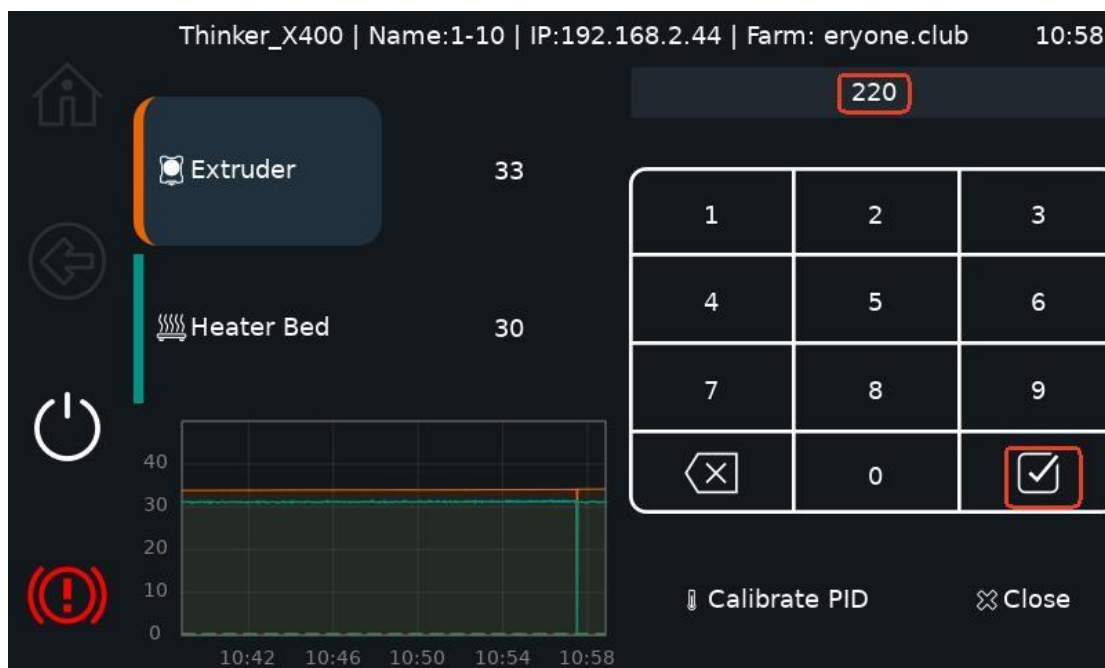 Thinker_X400 | Name:1-10 | IP:192.168.2.44 | Farm: eryone.club 10:58
220
Extruder 33
Heater Bed 30
1 2 3
4 5 6
7 8 9
0
40
30
20
10
0
10:42 10:46 10:50 10:54 10:58
Calibrate PID Close